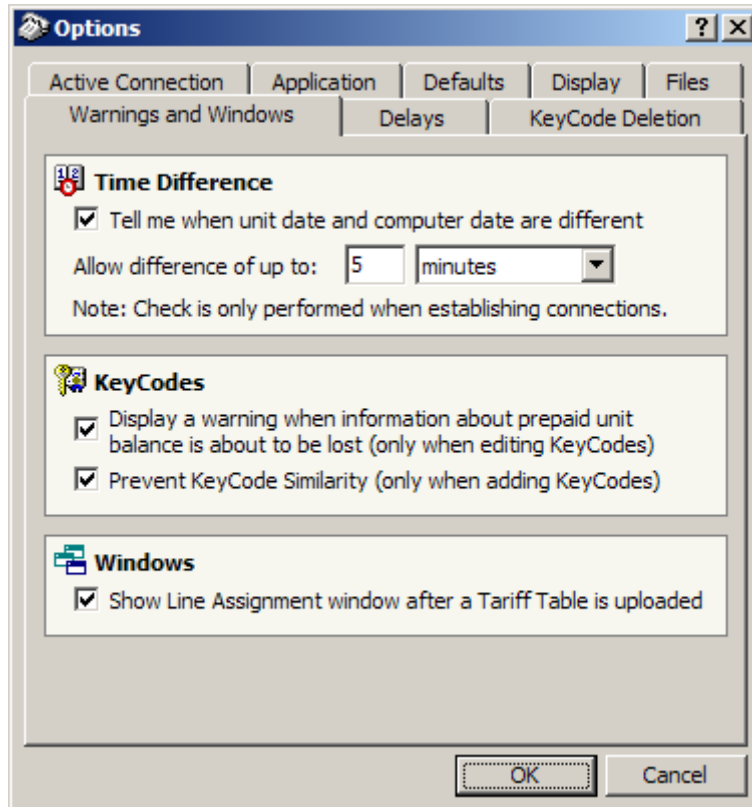 Options
Active Connection Application Defaults Display Files
Warnings and Windows Delays KeyCode Deletion
Time Difference
Tell me when unit date and computer date are different
Allow difference of up to: 5 minutes
Note: Check is only performed when establishing connections.
KeyCodes
Display a warning when information about prepaid unit
balance is about to be lost (only when editing KeyCodes)
Prevent KeyCode Similarity (only when adding KeyCodes)
Windows
Show Line Assignment window after a Tariff Table is uploaded
OK Cancel